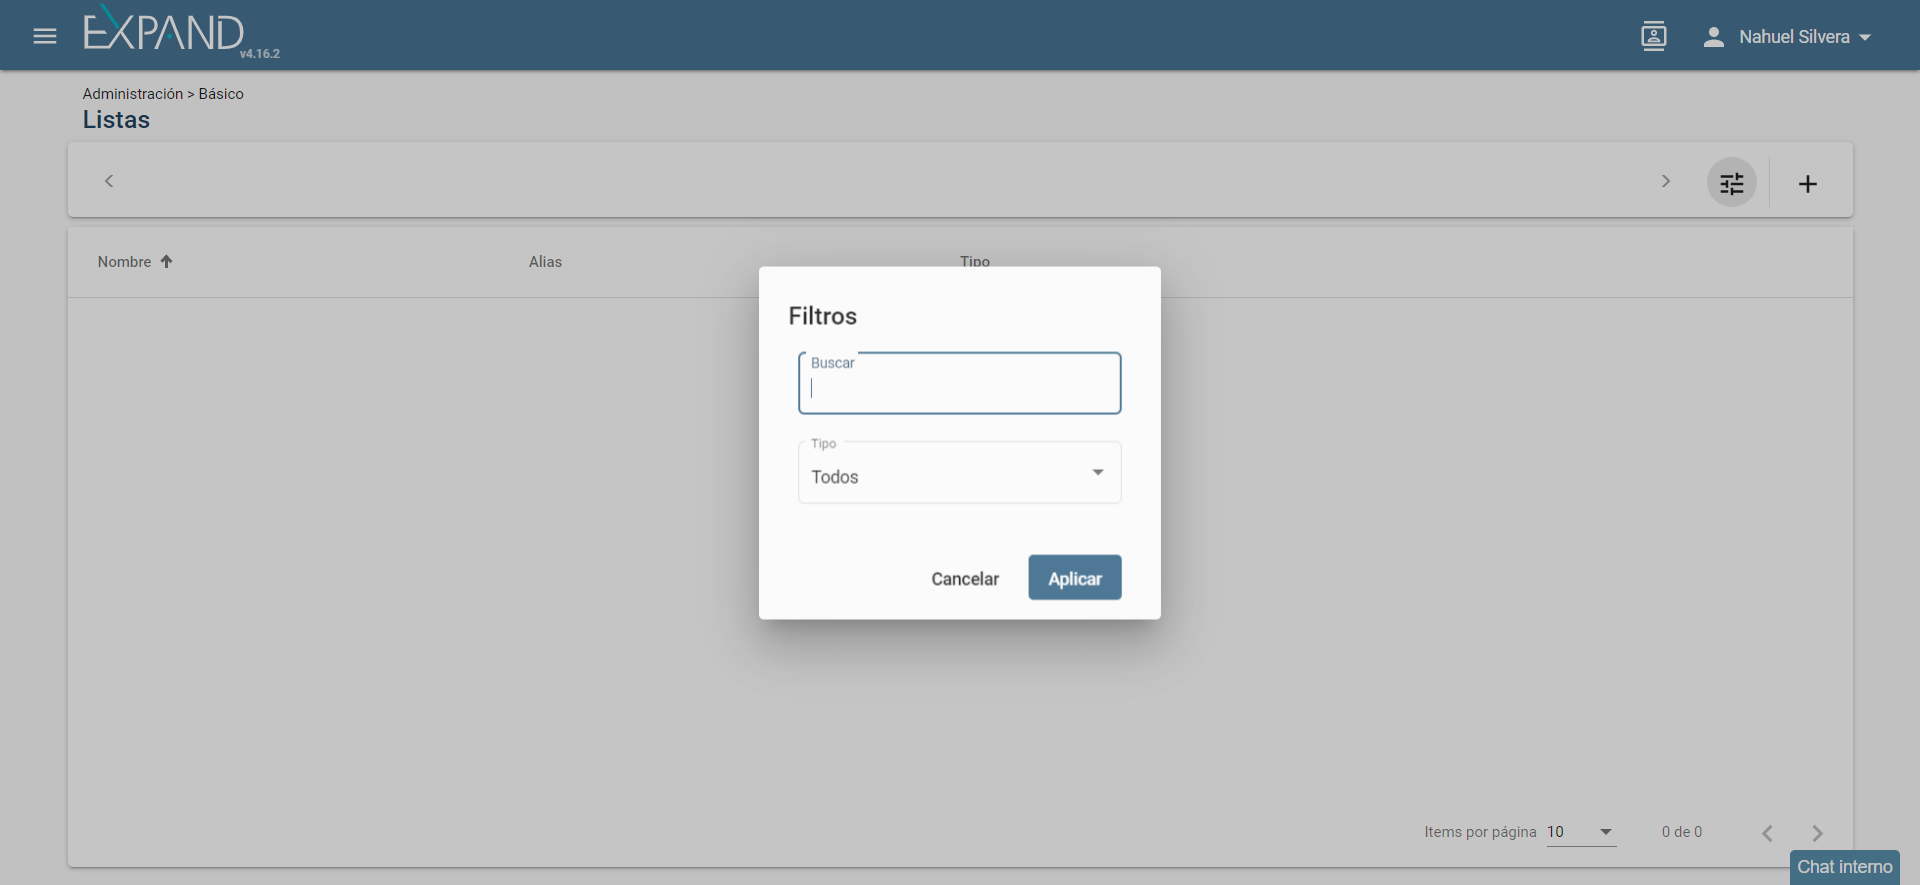 EXPAND
v4.16.2
Nahuel Silvera
Administración > Básico
Listas
Nombre Alias Tipo
Filtros
Buscar
Tipo
Todos
Cancelar Aplicar
Items por página 10 0 de 0
Chat interno